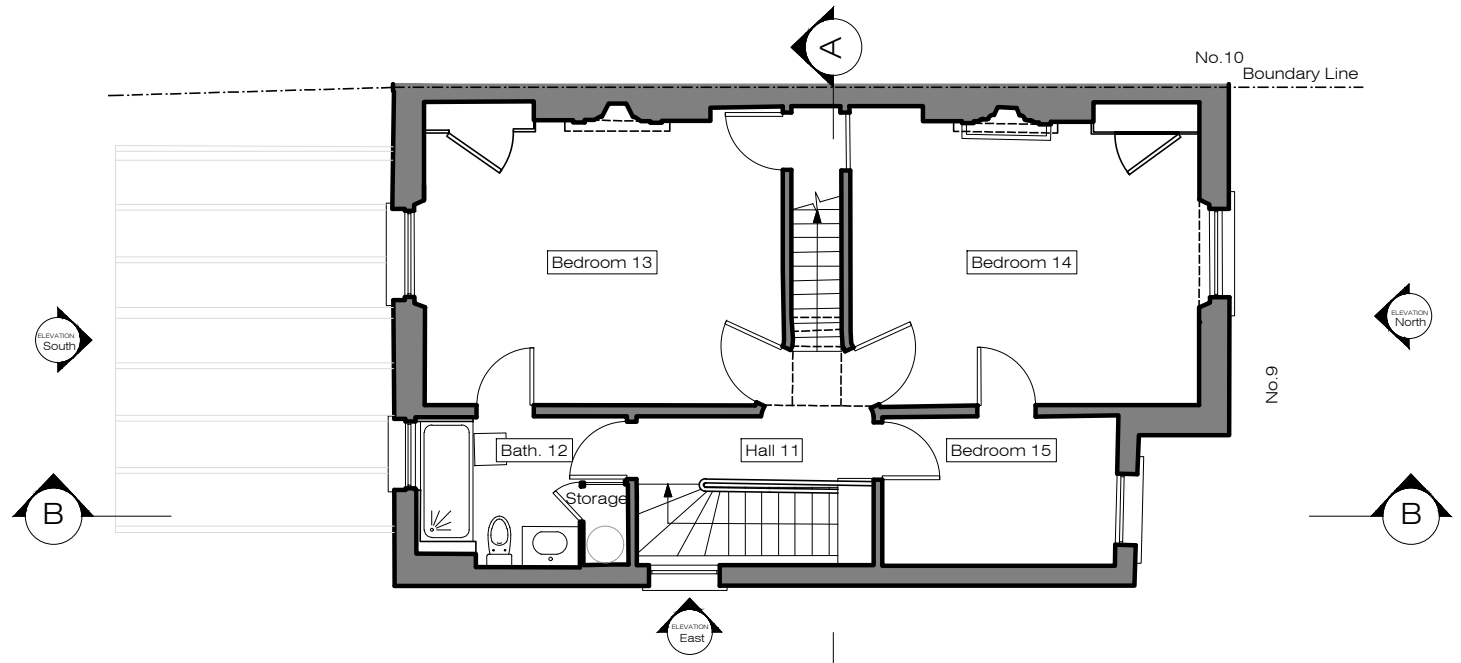 A
No.10
Boundary Line
Bedroom 13
Bedroom 14
ELEVATION
South
ELEVATION
North
No.9
Bath. 12
Hall 11
Bedroom 15
Storage
B
B
ELEVATION
East